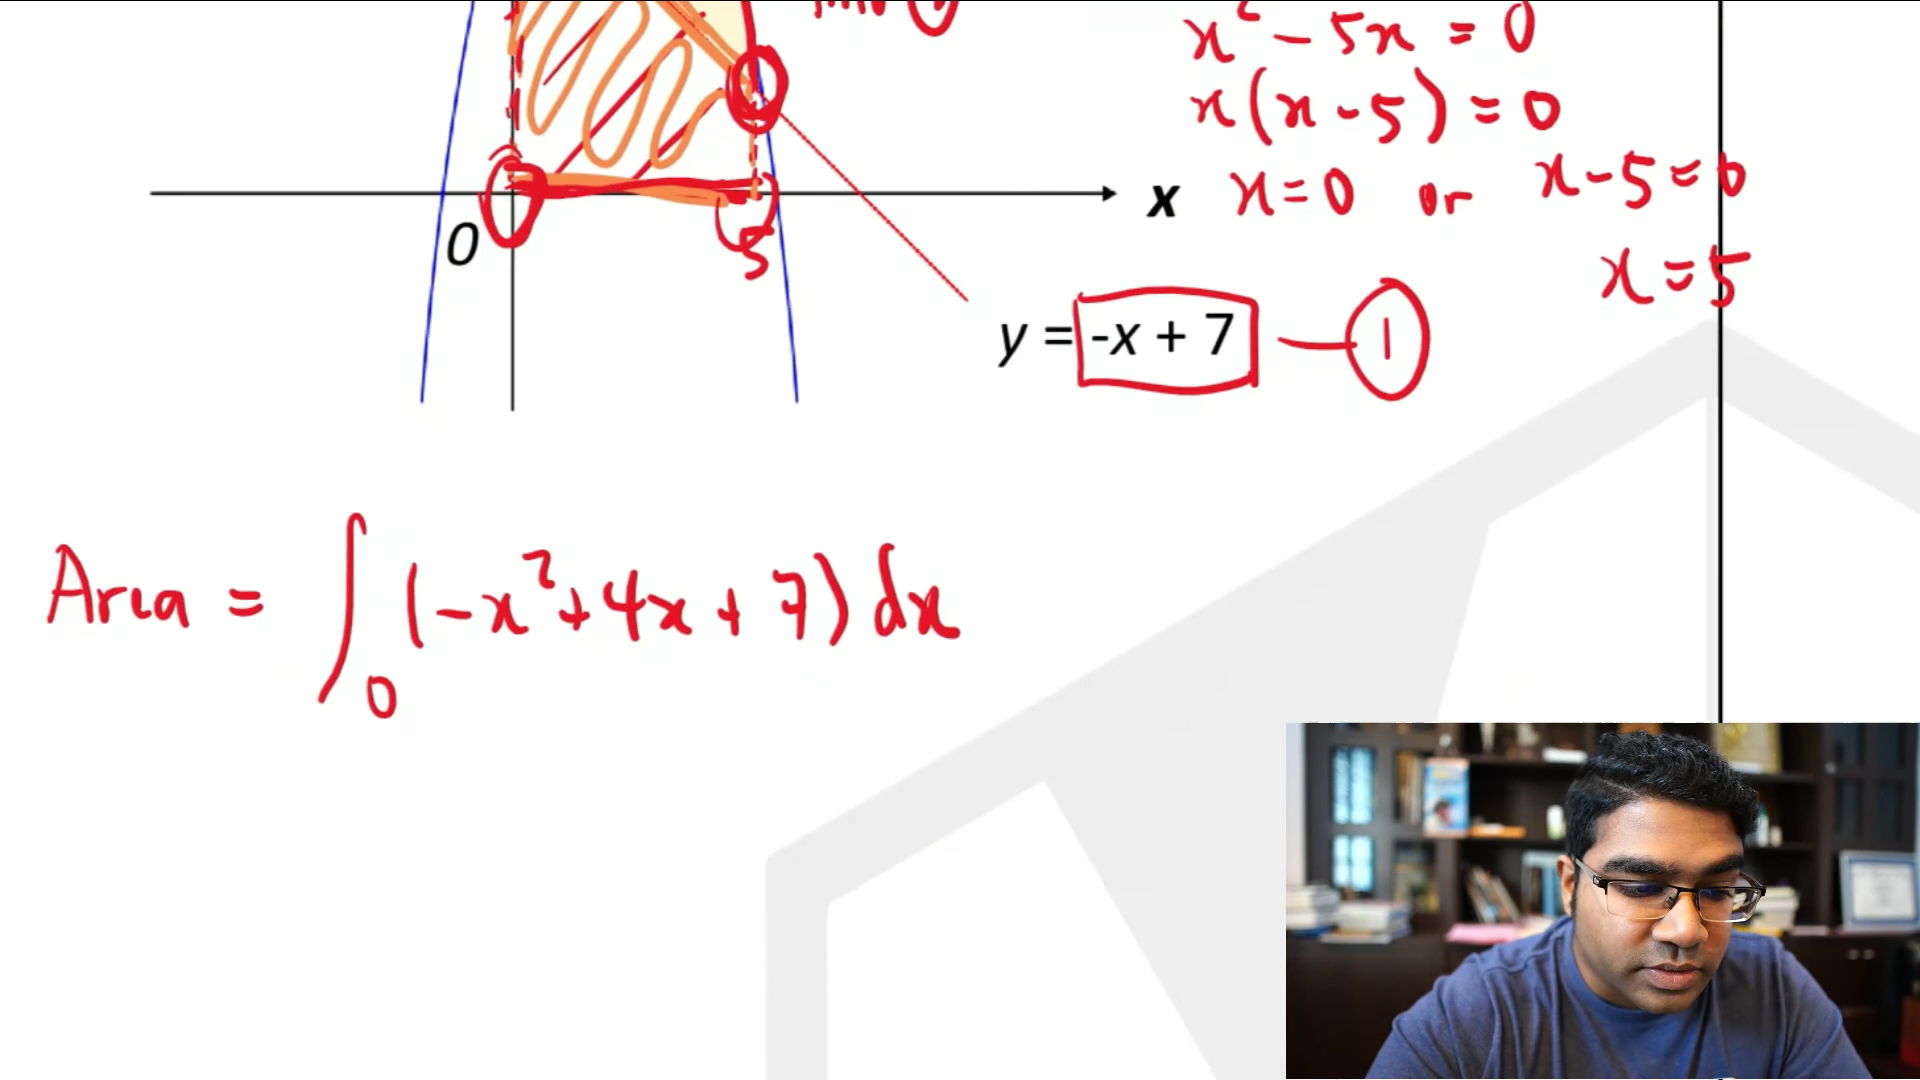 x² - 5x = 0
x(x-5) = 0
x = 0 or x - 5 = 0
x = 5
x
0
5
y = -x + 7 — 1
Area = ∫₀ (-x² + 4x + 7) dx